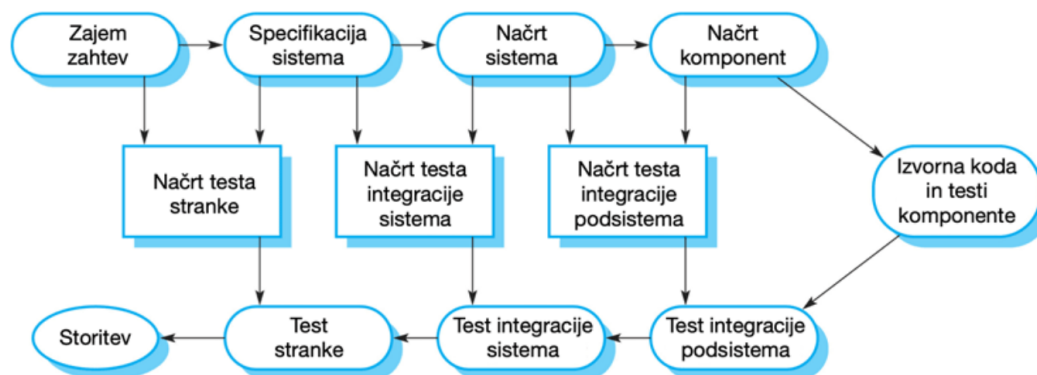 Zajem
zahtev
Specifikacija
sistema
Načrt
sistema
Načrt
komponent
Načrt testa
stranke
Načrt testa
integracije
sistema
Načrt testa
integracije
podsistema
Izvorna koda
in testi
komponente
Storitev
Test
stranke
Test integracije
sistema
Test integracije
podsistema